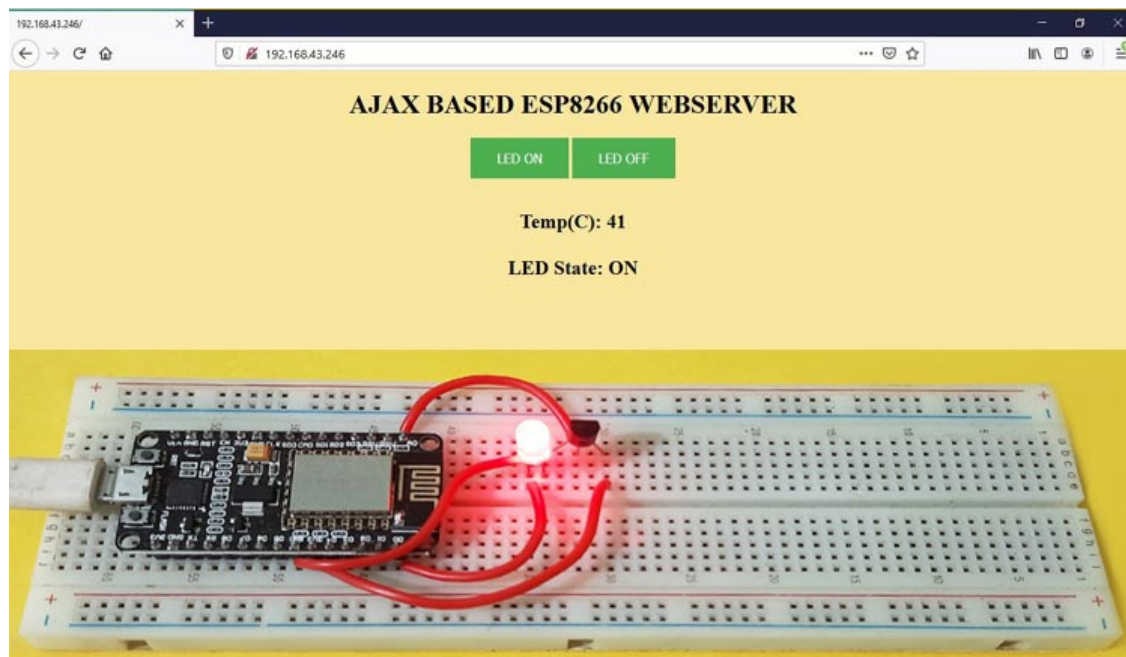 192.168.43.246/
192.168.43.246
AJAX BASED ESP8266 WEBSERVER
LED ON
LED OFF
Temp(C): 41
LED State: ON